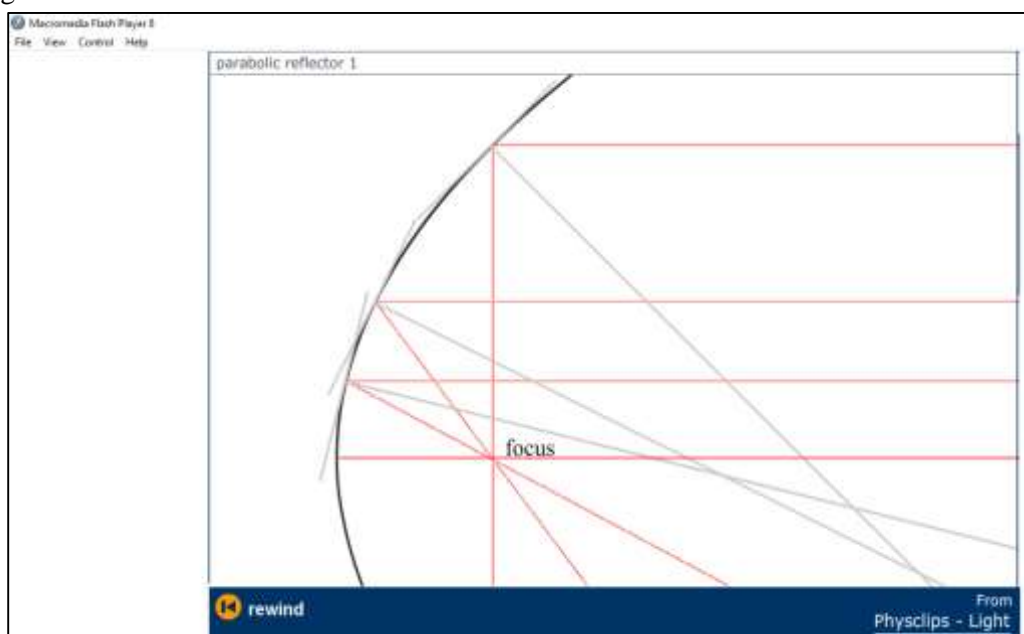 Macromedia Flash Player 8
File View Control Help
parabolic reflector 1
focus
rewind
From
Physclips - Light